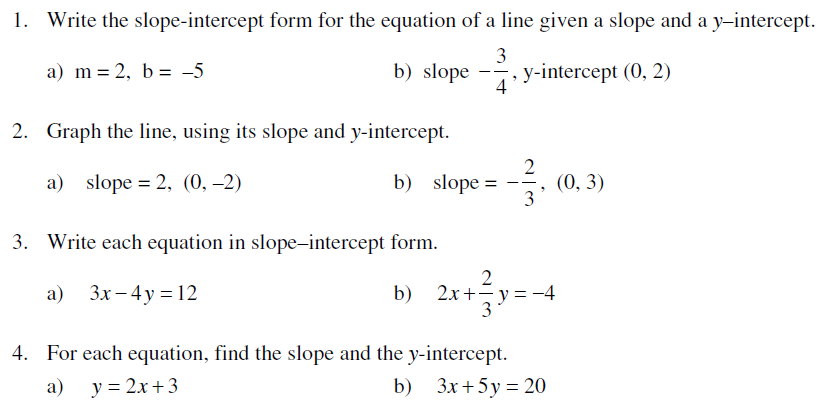 1. Write the slope-intercept form for the equation of a line given a slope and a y–intercept.
a) m = 2, b = –5 b) slope −3/4, y-intercept (0, 2)
2. Graph the line, using its slope and y-intercept.
a) slope = 2, (0, –2) b) slope = −2/3, (0, 3)
3. Write each equation in slope–intercept form.
a) 3x − 4y = 12 b) 2x + 2/3 y = −4
4. For each equation, find the slope and the y-intercept.
a) y = 2x + 3 b) 3x + 5y = 20